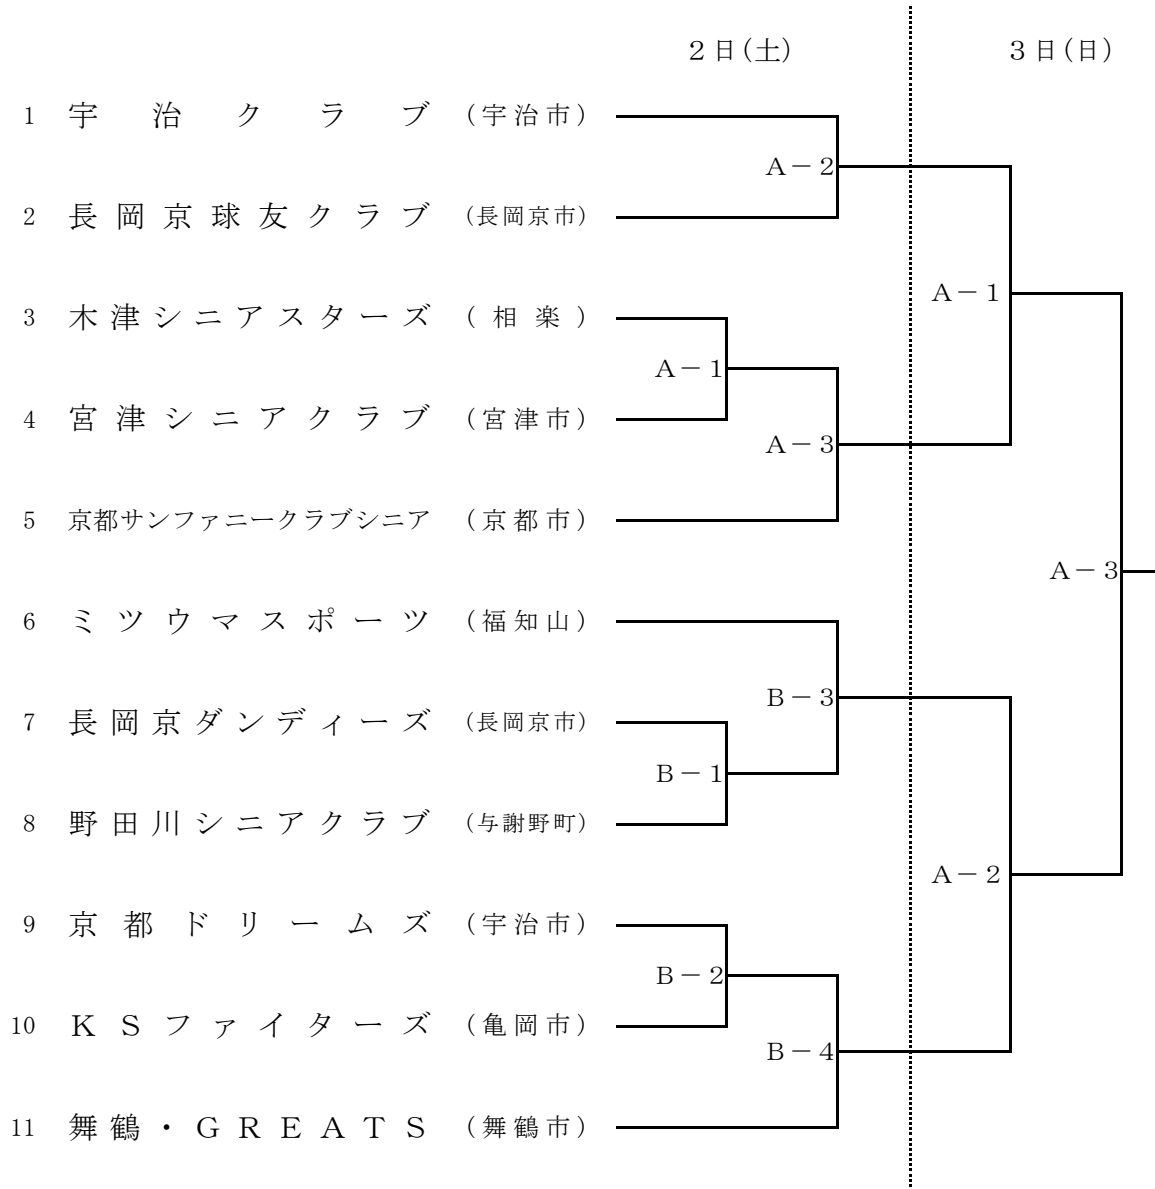 ２日(土) ３日(日)
1 宇治クラブ (宇治市)
A－2
2 長岡京球友クラブ (長岡京市)
A－1
3 木津シニアスターズ (相楽)
A－1
4 宮津シニアクラブ (宮津市)
A－3
5 京都サンファニークラブシニア (京都市)
A－3
6 ミツウマスポーツ (福知山)
B－3
7 長岡京ダンディーズ (長岡京市)
B－1
8 野田川シニアクラブ (与謝野町)
A－2
9 京都ドリームズ (宇治市)
B－2
10 ＫＳファイターズ (亀岡市)
B－4
11 舞鶴・ＧＲＥＡＴＳ (舞鶴市)